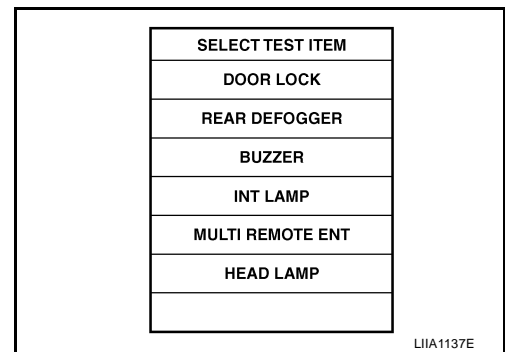 SELECT TEST ITEM
DOOR LOCK
REAR DEFOGGER
BUZZER
INT LAMP
MULTI REMOTE ENT
HEAD LAMP
LIIA1137E